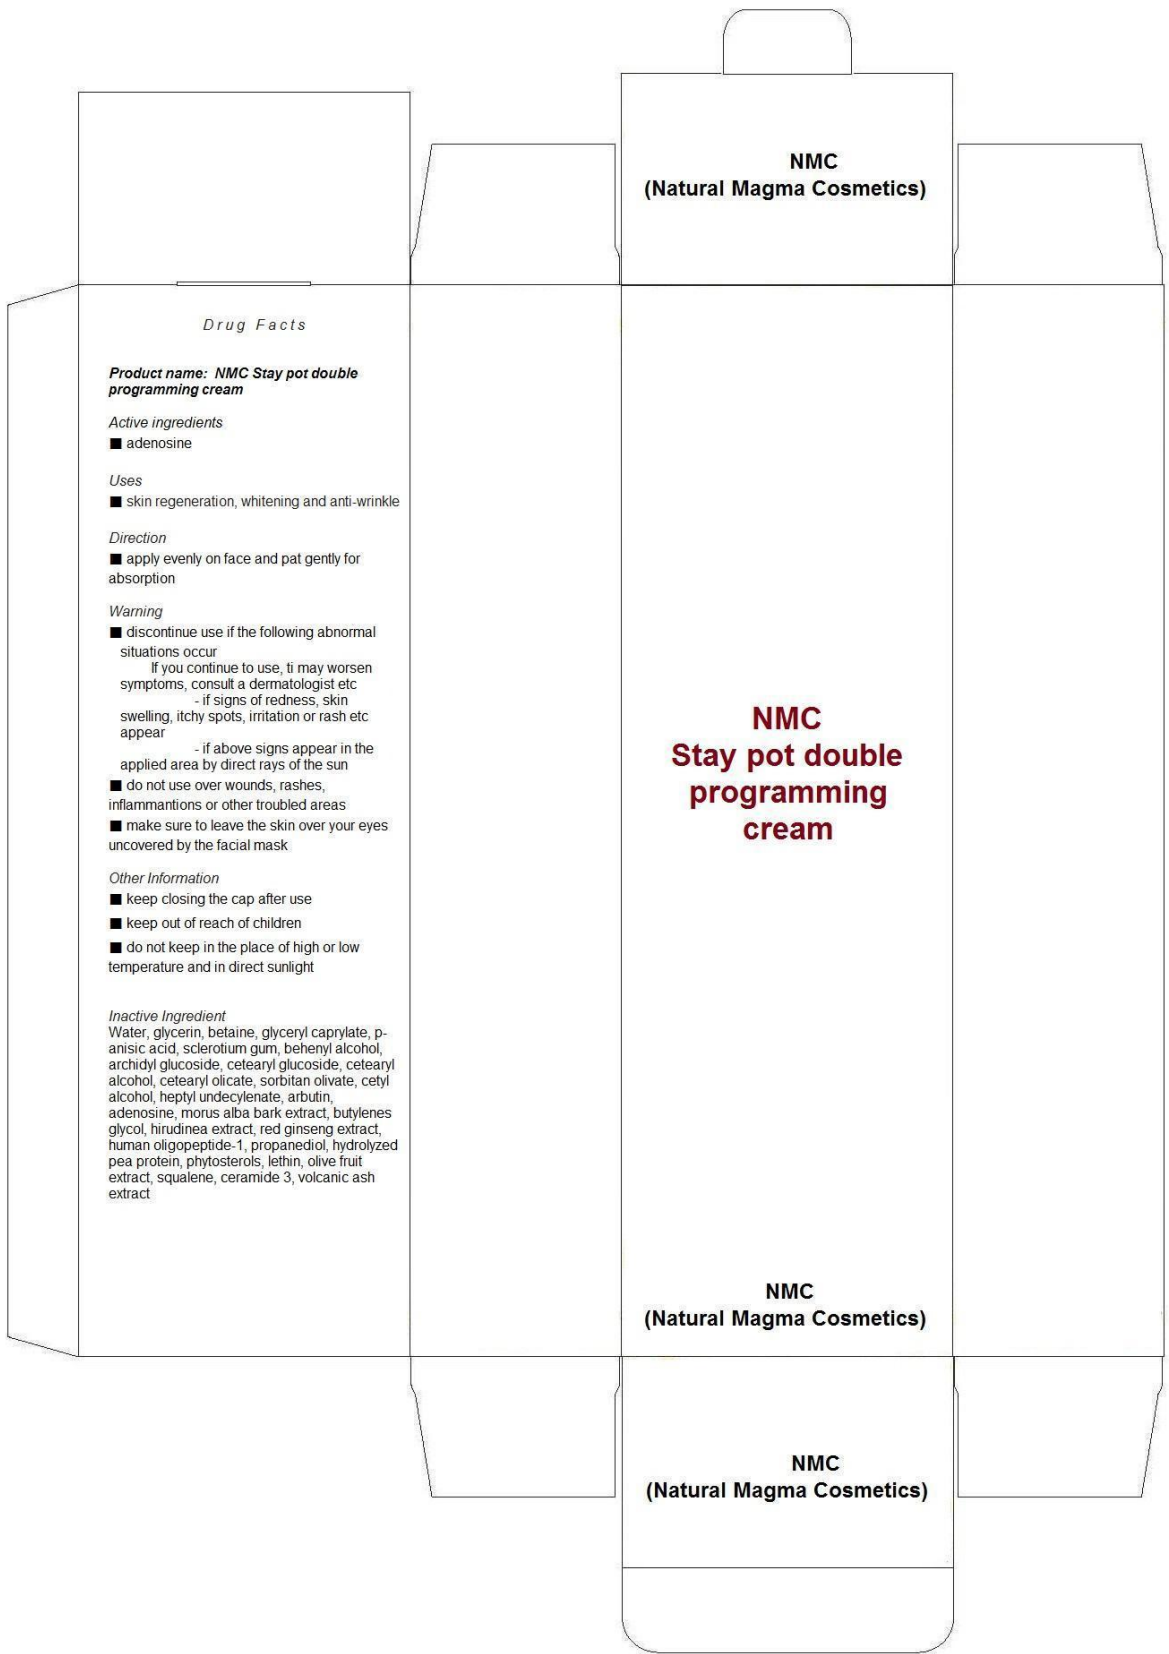 NMC
(Natural Magma Cosmetics)
Drug Facts
Product name: NMC Stay pot double
programming cream
Active ingredients
■ adenosine
Uses
■ skin regeneration, whitening and anti-wrinkle
Direction
■ apply evenly on face and pat gently for
absorption
Warning
■ discontinue use if the following abnormal
situations occur
If you continue to use, ti may worsen
symptoms, consult a dermatologist etc
- if signs of redness, skin
swelling, itchy spots, irritation or rash etc
appear
- if above signs appear in the
applied area by direct rays of the sun
■ do not use over wounds, rashes,
inflammantions or other troubled areas
■ make sure to leave the skin over your eyes
uncovered by the facial mask
Other Information
■ keep closing the cap after use
■ keep out of reach of children
■ do not keep in the place of high or low
temperature and in direct sunlight
Inactive Ingredient
Water, glycerin, betaine, glyceryl caprylate, p-
anisic acid, sclerotium gum, behenyl alcohol,
archidyl glucoside, cetearyl glucoside, cetearyl
alcohol, cetearyl olicate, sorbitan olivate, cetyl
alcohol, heptyl undecylenate, arbutin,
adenosine, morus alba bark extract, butylenes
glycol, hirudinea extract, red ginseng extract,
human oligopeptide-1, propanediol, hydrolyzed
pea protein, phytosterols, lethin, olive fruit
extract, squalene, ceramide 3, volcanic ash
extract
NMC
Stay pot double
programming
cream
NMC
(Natural Magma Cosmetics)
NMC
(Natural Magma Cosmetics)